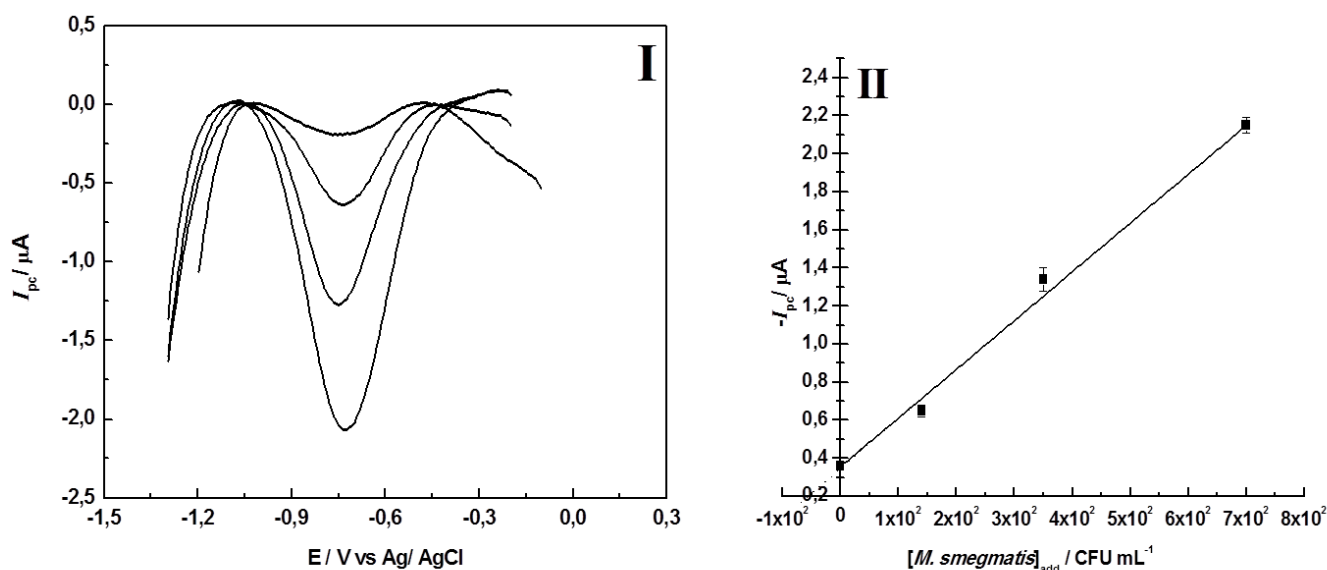 I
0,5
0,0
-0,5
-1,0
-1,5
-2,0
-2,5
I pc / µA
-1,5 -1,2 -0,9 -0,6 -0,3 0,0 0,3
E / V vs Ag/ AgCl
II
2,4
2,2
2,0
1,8
1,6
1,4
1,2
1,0
0,8
0,6
0,4
0,2
-I pc / µA
-1x10² 0 1x10² 2x10² 3x10² 4x10² 5x10² 6x10² 7x10² 8x10²
[M. smegmatis]add / CFU mL⁻¹